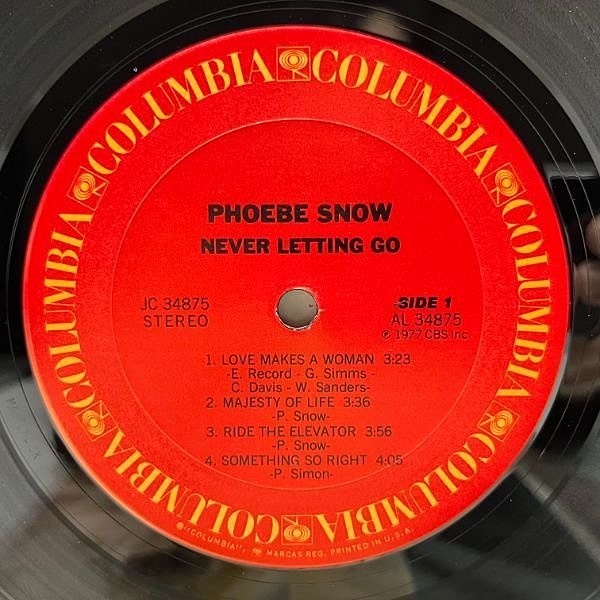 COLUMBIA COLUMBIA COLUMBIA COLUMBIA COLUMBIA COLUMBIA
PHOEBE SNOW
NEVER LETTING GO
JC 34875
STEREO
SIDE 1
AL 34875
℗ 1977 CBS Inc
1. LOVE MAKES A WOMAN 3:23
-E. Record - G. Simms -
C. Davis - W. Sanders-
2. MAJESTY OF LIFE 3:36
-P. Snow-
3. RIDE THE ELEVATOR 3:56
-P. Snow-
4. SOMETHING SO RIGHT 4:05
-P. Simon-
"COLUMBIA", MARCAS REG. PRINTED IN U.S.A.